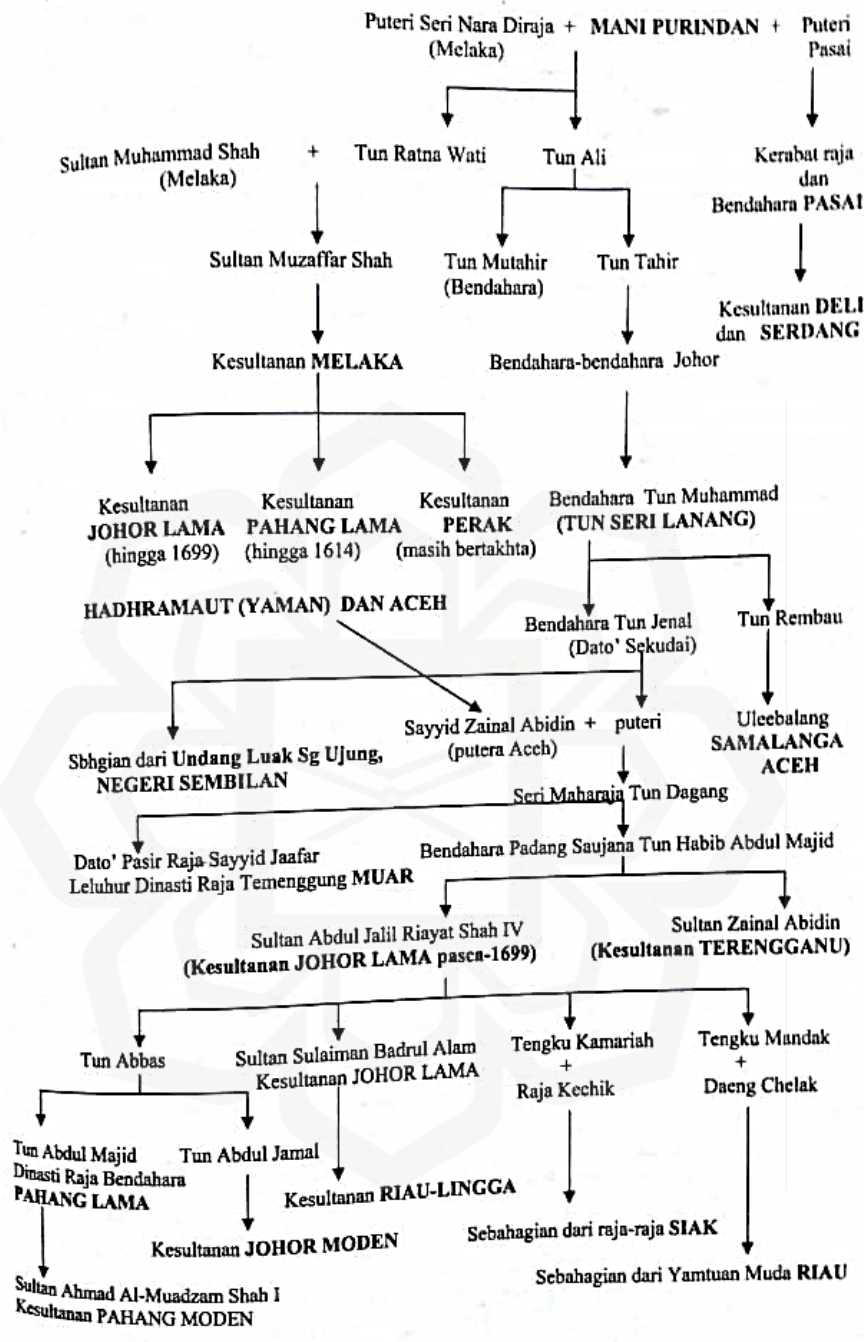 Puteri Seri Nara Diraja + MANI PURINDAN + Puteri
(Melaka) Pasai
Sultan Muhammad Shah + Tun Ratna Wati Tun Ali Kerabat raja
(Melaka) dan
Bendahara PASAI
Sultan Muzaffar Shah Tun Mutahir Tun Tahir
(Bendahara)
Kesultanan DELI
dan SERDANG
Kesultanan MELAKA Bendahara-bendahara Johor
Kesultanan Kesultanan Kesultanan Bendahara Tun Muhammad
JOHOR LAMA PAHANG LAMA PERAK (TUN SERI LANANG)
(hingga 1699) (hingga 1614) (masih bertakhta)
HADHRAMAUT (YAMAN) DAN ACEH
Bendahara Tun Jenal Tun Rembau
(Dato' Sekudai)
Sayyid Zainal Abidin + puteri Uleebalang
(putera Aceh) SAMALANGA
ACEH
Sbhgian dari Undang Luak Sg Ujung,
NEGERI SEMBILAN
Seri Maharaja Tun Dagang
Dato' Pasir Raja Sayyid Jaafar Bendahara Padang Saujana Tun Habib Abdul Majid
Leluhur Dinasti Raja Temenggung MUAR
Sultan Abdul Jalil Riayat Shah IV Sultan Zainal Abidin
(Kesultanan JOHOR LAMA pasca-1699) (Kesultanan TERENGGANU)
Tun Abbas Sultan Sulaiman Badrul Alam Tengku Kamariah Tengku Mandak
Kesultanan JOHOR LAMA + +
Raja Kechik Daeng Chelak
Tun Abdul Majid Tun Abdul Jamal
Dinasti Raja Bendahara
PAHANG LAMA
Kesultanan RIAU-LINGGA
Kesultanan JOHOR MODEN Sebahagian dari raja-raja SIAK
Sultan Ahmad Al-Muadzam Shah I Sebahagian dari Yamtuan Muda RIAU
Kesultanan PAHANG MODEN